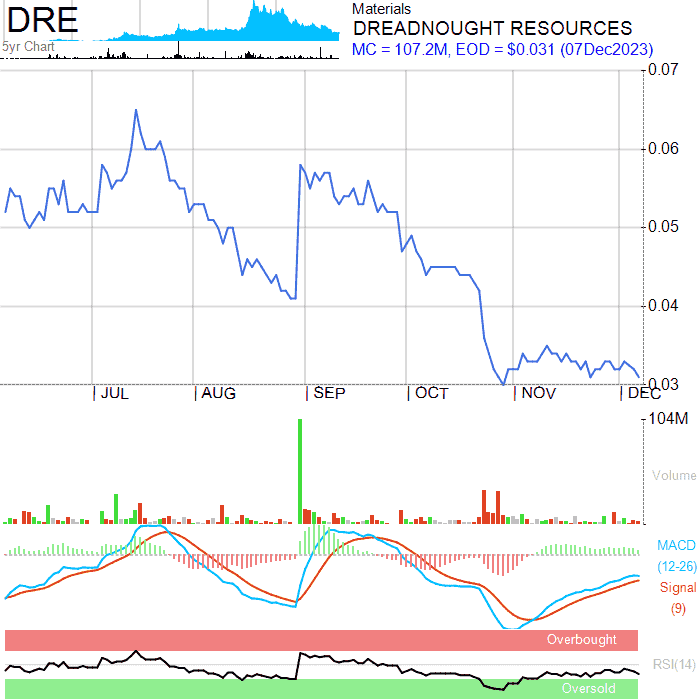 DRE
5yr Chart
Materials
DREADNOUGHT RESOURCES
MC = 107.2M, EOD = $0.031 (07Dec2023)
0.07
0.06
0.05
0.04
0.03
JUL AUG SEP OCT NOV DEC
104M
Volume
MACD
(12-26)
Signal
(9)
Overbought
RSI(14)
Oversold